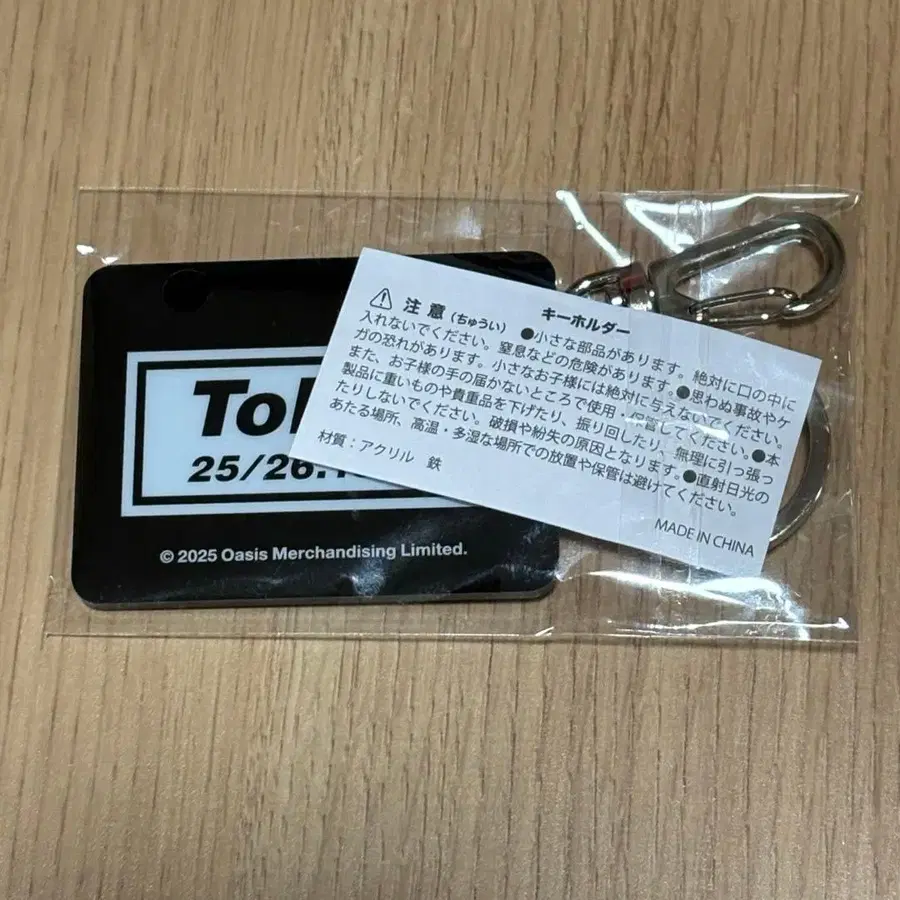 Tok
25/26.1
© 2025 Oasis Merchandising Limited.
⚠ 注意（ちゅうい） キーホルダー
●小さな部品があります。絶対に口の中に
入れないでください。窒息などの危険があります。●思わぬ事故やケ
ガの恐れがあります。小さなお子様には絶対に与えないでください。
また、お子様の手の届かないところで使用・保管してください。●本
製品に重いものや貴重品を下げたり、振り回したり、無理に引っ張っ
たりしないでください。破損や紛失の原因となります。●直射日光の
あたる場所、高温・多湿な場所での放置や保管は避けてください。
材質：アクリル 鉄
MADE IN CHINA